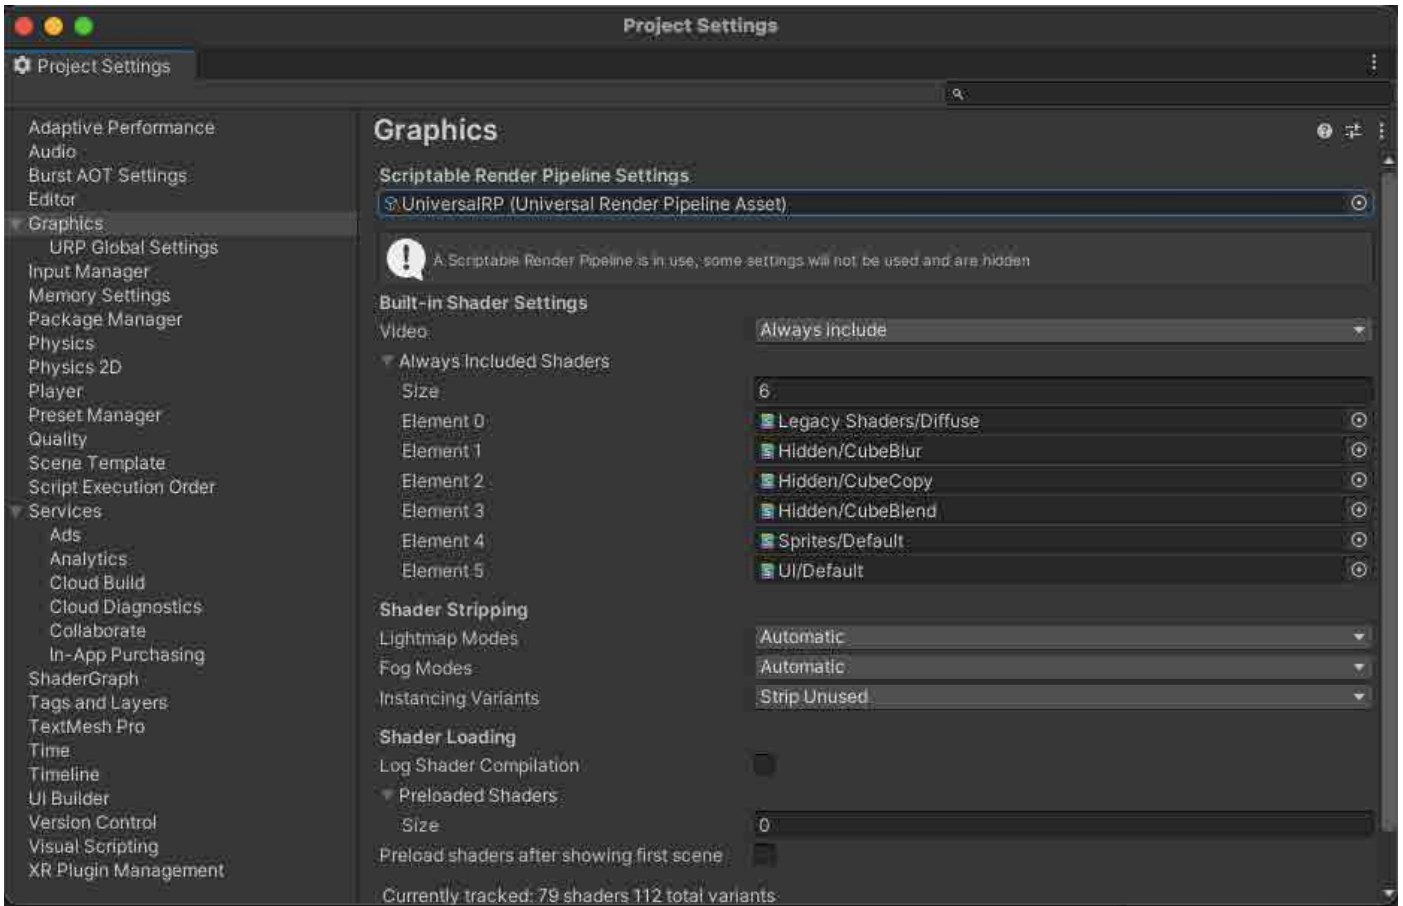 Project Settings
Project Settings
Adaptive Performance
Audio
Burst AOT Settings
Editor
Graphics
URP Global Settings
Input Manager
Memory Settings
Package Manager
Physics
Physics 2D
Player
Preset Manager
Quality
Scene Template
Script Execution Order
Services
Ads
Analytics
Cloud Build
Cloud Diagnostics
Collaborate
In-App Purchasing
ShaderGraph
Tags and Layers
TextMesh Pro
Time
Timeline
UI Builder
Version Control
Visual Scripting
XR Plugin Management
Graphics
Scriptable Render Pipeline Settings
UniversalRP (Universal Render Pipeline Asset)
A Scriptable Render Pipeline is in use, some settings will not be used and are hidden
Built-in Shader Settings
Video Always include
Always Included Shaders
Size 6
Element 0 Legacy Shaders/Diffuse
Element 1 Hidden/CubeBlur
Element 2 Hidden/CubeCopy
Element 3 Hidden/CubeBlend
Element 4 Sprites/Default
Element 5 UI/Default
Shader Stripping
Lightmap Modes Automatic
Fog Modes Automatic
Instancing Variants Strip Unused
Shader Loading
Log Shader Compilation
Preloaded Shaders
Size 0
Preload shaders after showing first scene
Currently tracked: 79 shaders 112 total variants